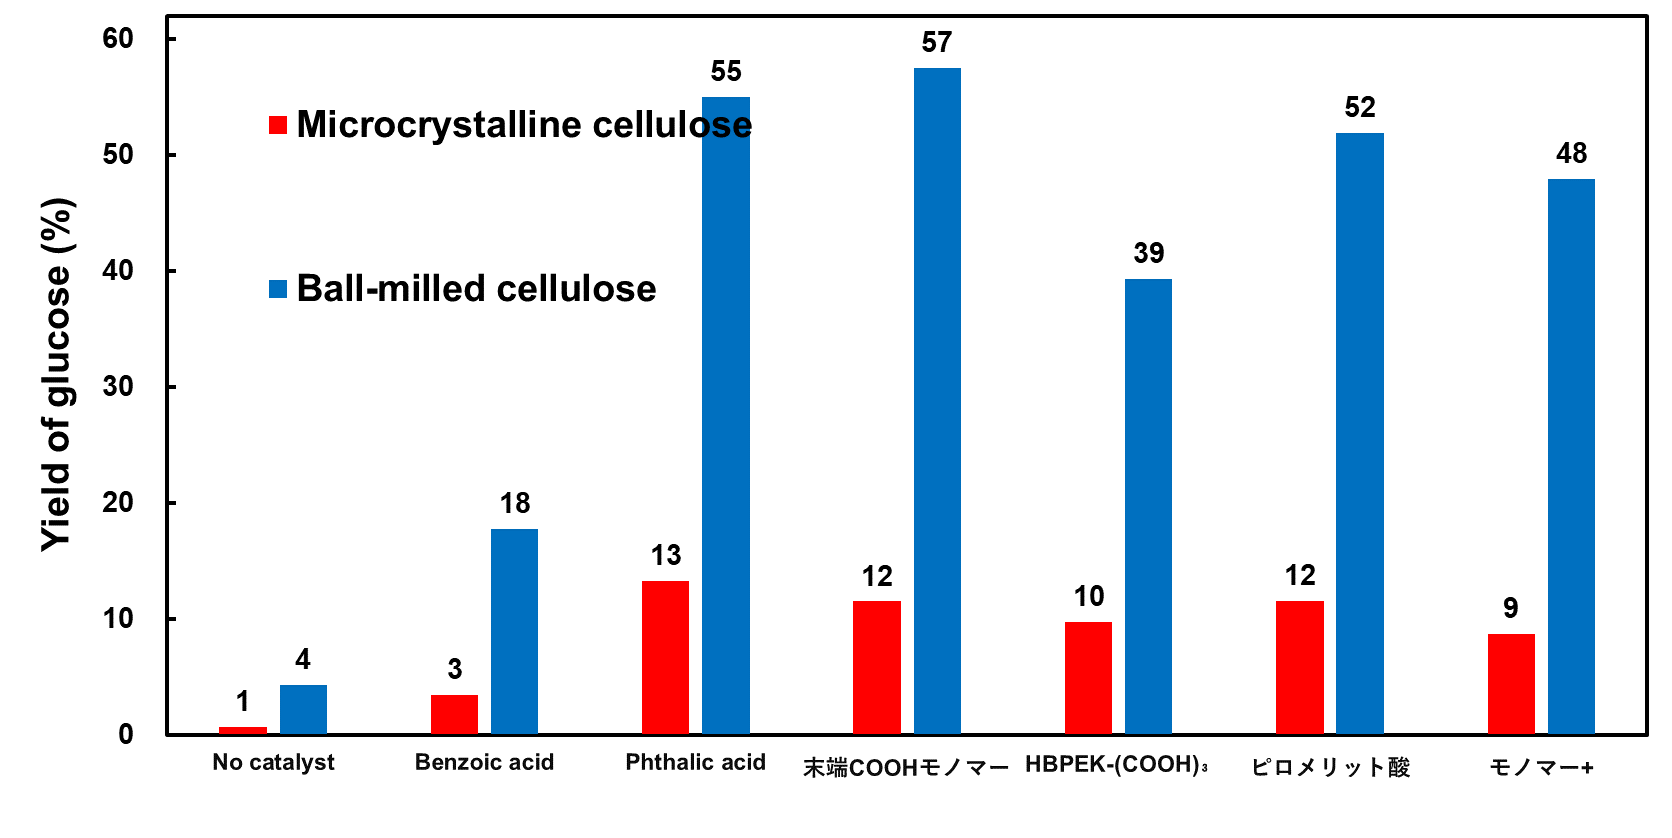 Yield of glucose (%)
60
50
40
30
20
10
0
Microcrystalline cellulose
Ball-milled cellulose
1
4
3
18
13
55
12
57
10
39
12
52
9
48
No catalyst
Benzoic acid
Phthalic acid
末端COOHモノマー
HBPEK-(COOH)₃
ピロメリット酸
モノマー+